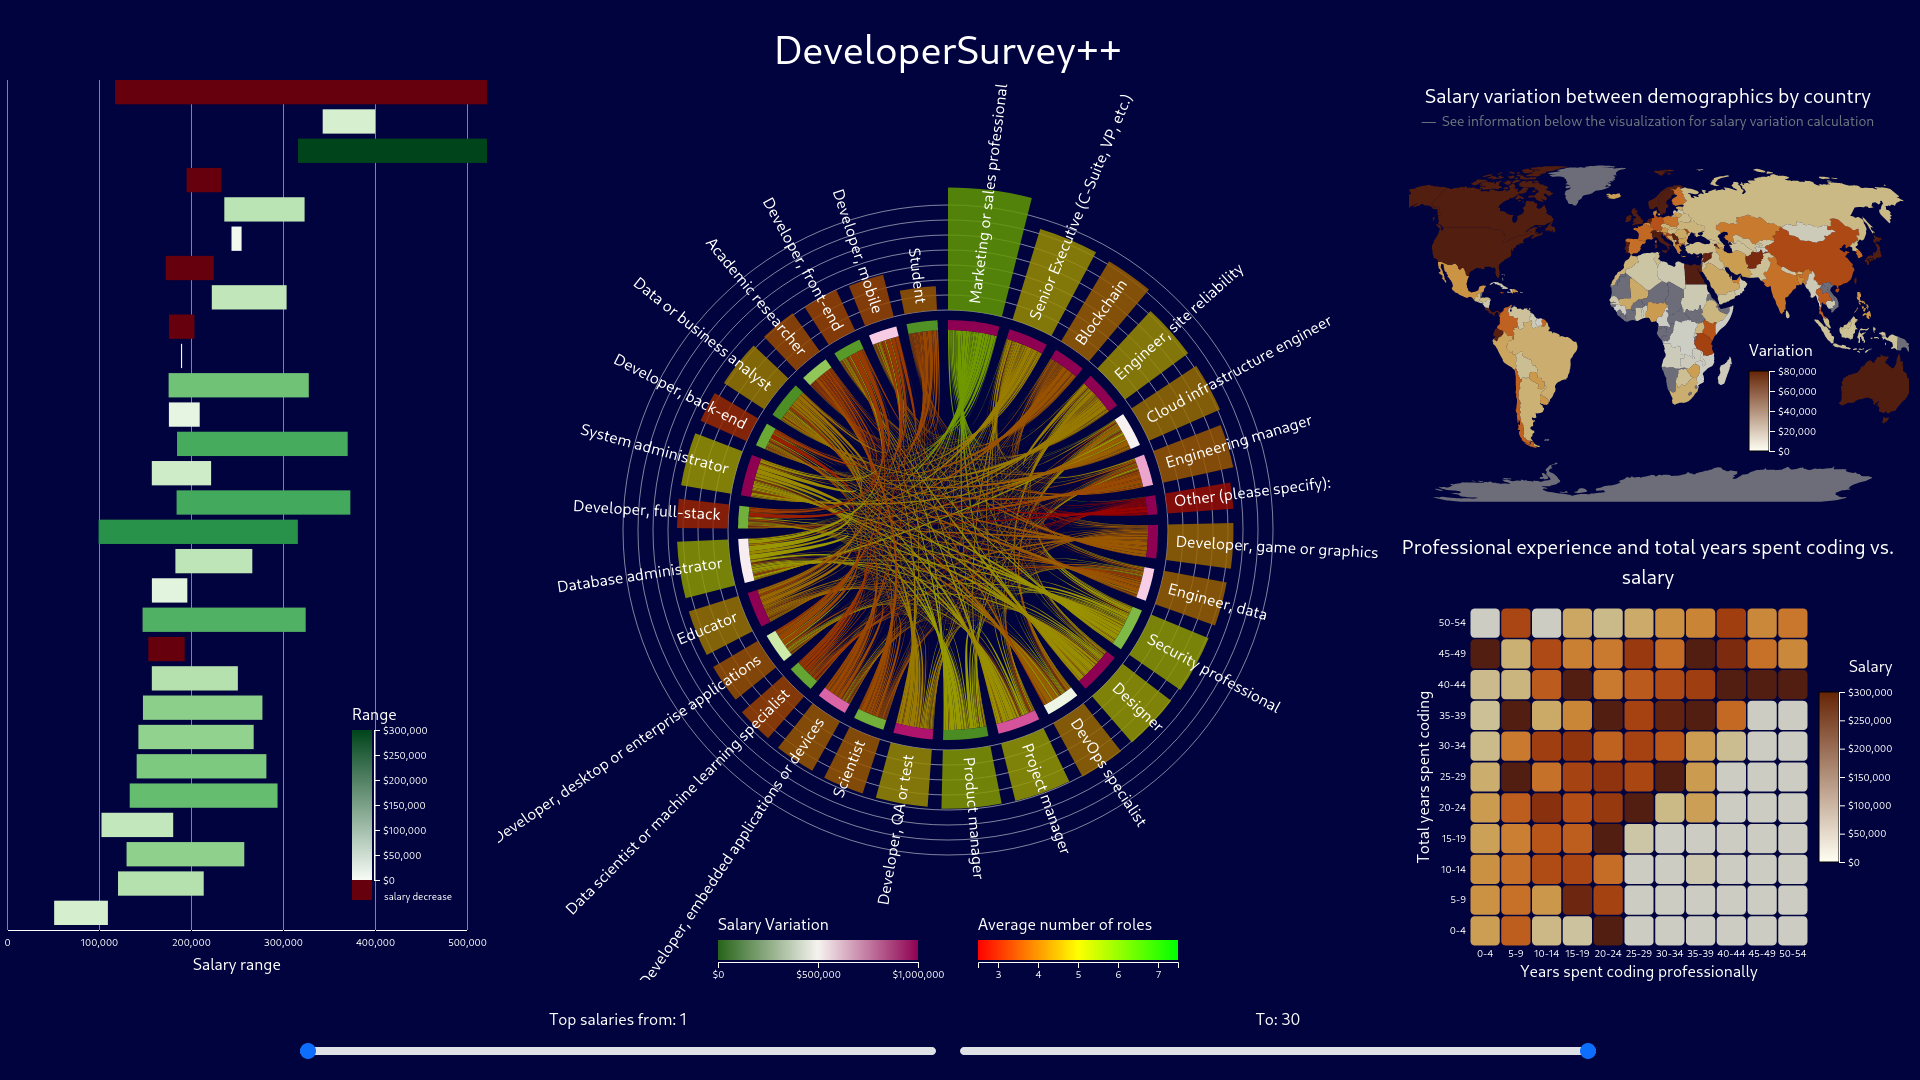 DeveloperSurvey++
0
100,000
200,000
300,000
400,000
500,000
Salary range
Range
$300,000
$250,000
$200,000
$150,000
$100,000
$50,000
$0
salary decrease
Marketing or sales professional
Senior Executive (C-Suite, VP, etc.)
Blockchain
Engineer, site reliability
Cloud infrastructure engineer
Engineering manager
Other (please specify):
Developer, game or graphics
Engineer, data
Security professional
Designer
DevOps specialist
Project manager
Product manager
Developer, QA or test
Scientist
Developer, embedded applications or devices
Data scientist or machine learning specialist
Developer, desktop or enterprise applications
Educator
Database administrator
Developer, full-stack
System administrator
Developer, back-end
Data or business analyst
Academic researcher
Developer, front-end
Developer, mobile
Student
Salary Variation
$0
$500,000
$1,000,000
Average number of roles
3
4
5
6
7
Salary variation between demographics by country
— See information below the visualization for salary variation calculation
Variation
$80,000
$60,000
$40,000
$20,000
$0
Professional experience and total years spent coding vs.
salary
Total years spent coding
50-54
45-49
40-44
35-39
30-34
25-29
20-24
15-19
10-14
5-9
0-4
0-4
5-9
10-14
15-19
20-24
25-29
30-34
35-39
40-44
45-49
50-54
Years spent coding professionally
Salary
$300,000
$250,000
$200,000
$150,000
$100,000
$50,000
$0
Top salaries from: 1
To: 30